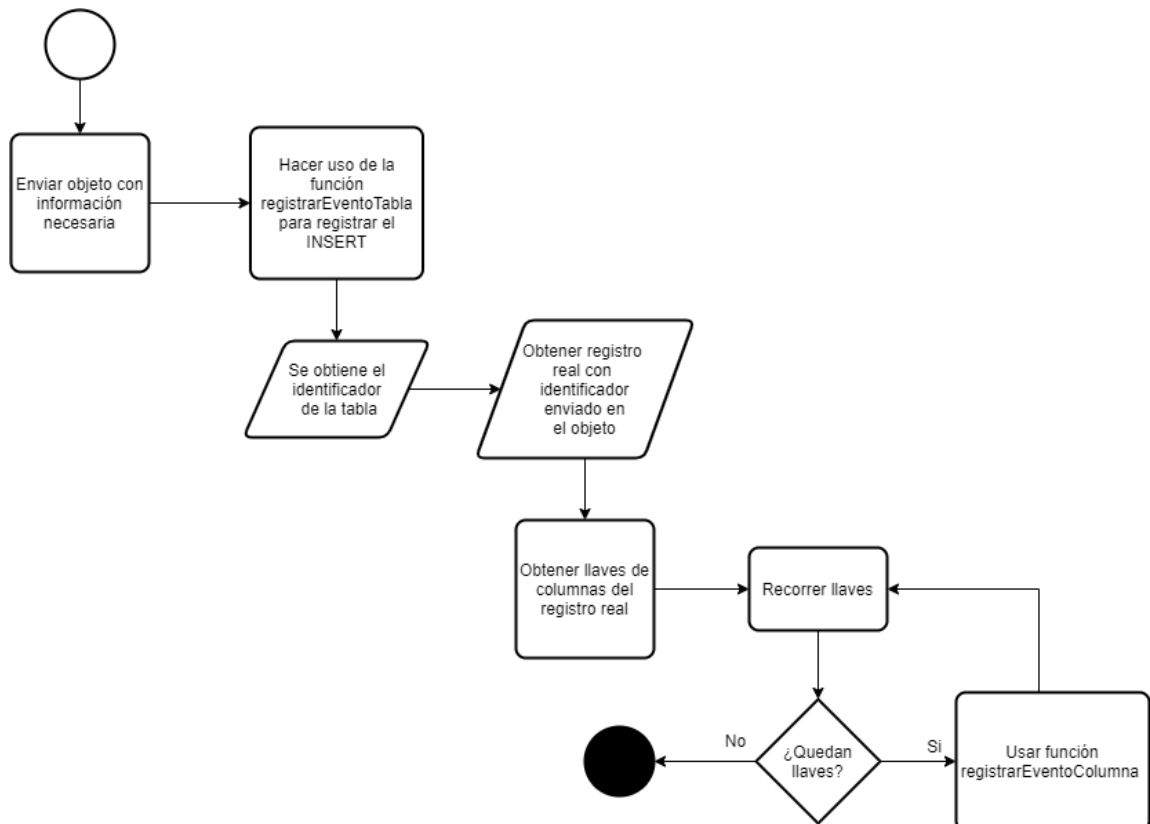 Enviar objeto con
información
necesaria
Hacer uso de la
función
registrarEventoTabla
para registrar el
INSERT
Se obtiene el
identificador
de la tabla
Obtener registro
real con
identificador
enviado en
el objeto
Obtener llaves de
columnas del
registro real
Recorrer llaves
¿Quedan
llaves?
No
Si
Usar función
registrarEventoColumna